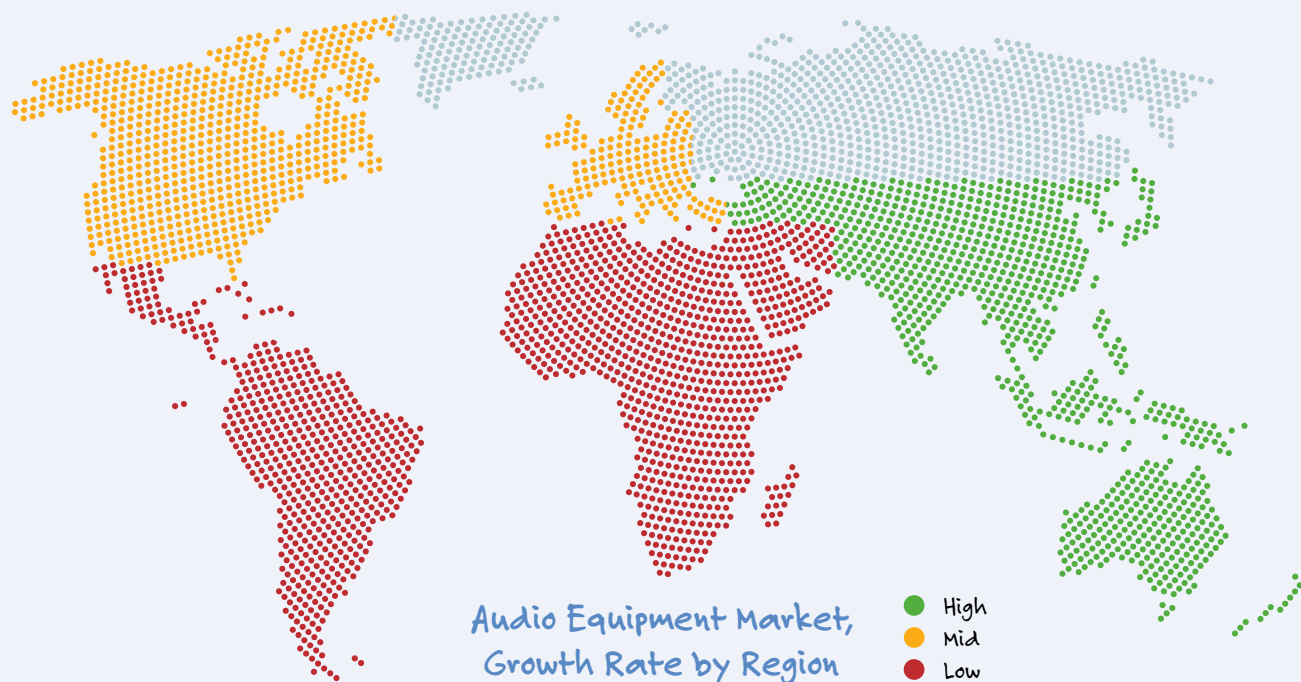 Audio Equipment Market,
Growth Rate by Region
High
Mid
Low